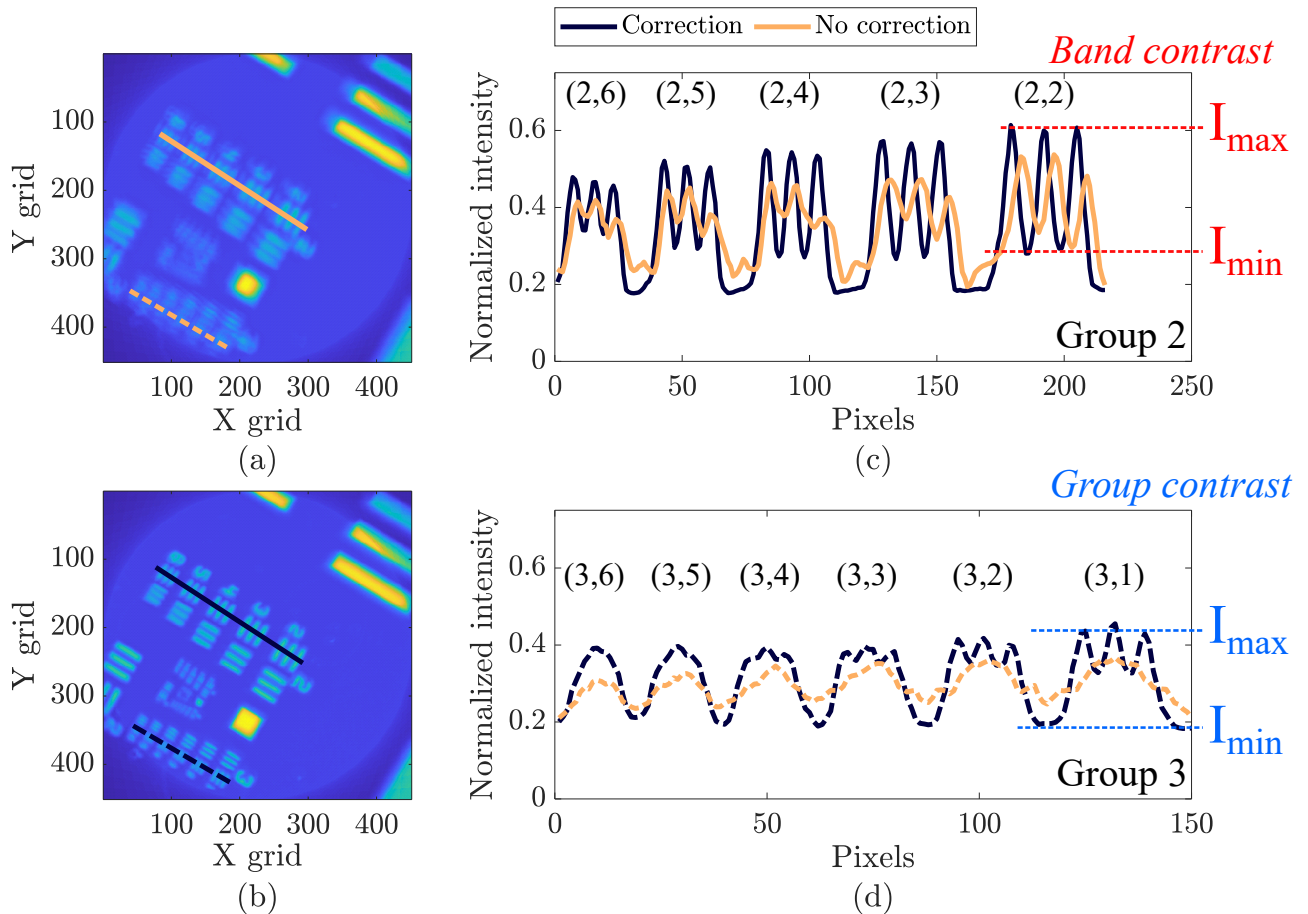 Correction No correction
Band contrast
100
200
300
400
Y grid
100 200 300 400
X grid
(a)
Normalized intensity
0.6
0.4
0.2
0
(2,6) (2,5) (2,4) (2,3) (2,2)
Imax
Imin
Group 2
0 50 100 150 200 250
Pixels
(c)
Group contrast
100
200
300
400
Y grid
100 200 300 400
X grid
(b)
Normalized intensity
0.6
0.4
0.2
0
(3,6) (3,5) (3,4) (3,3) (3,2) (3,1)
Imax
Imin
Group 3
0 50 100 150
Pixels
(d)